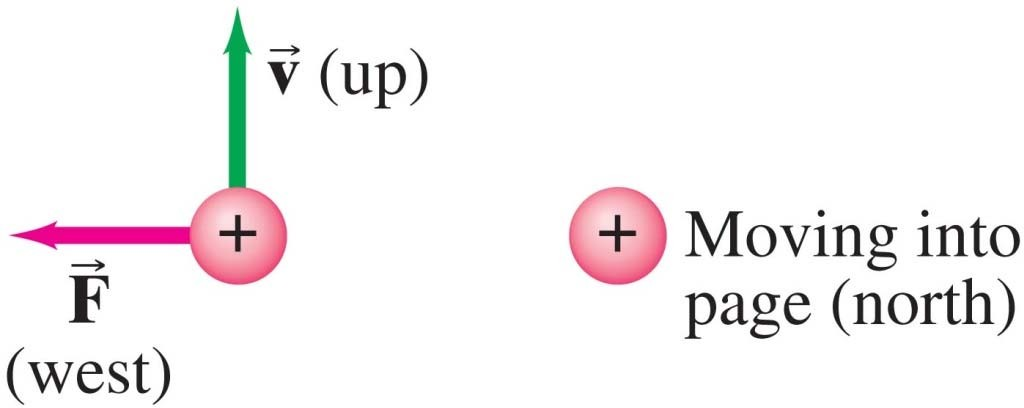 v⃗ (up)
+
F⃗
(west)
+
Moving into
page (north)